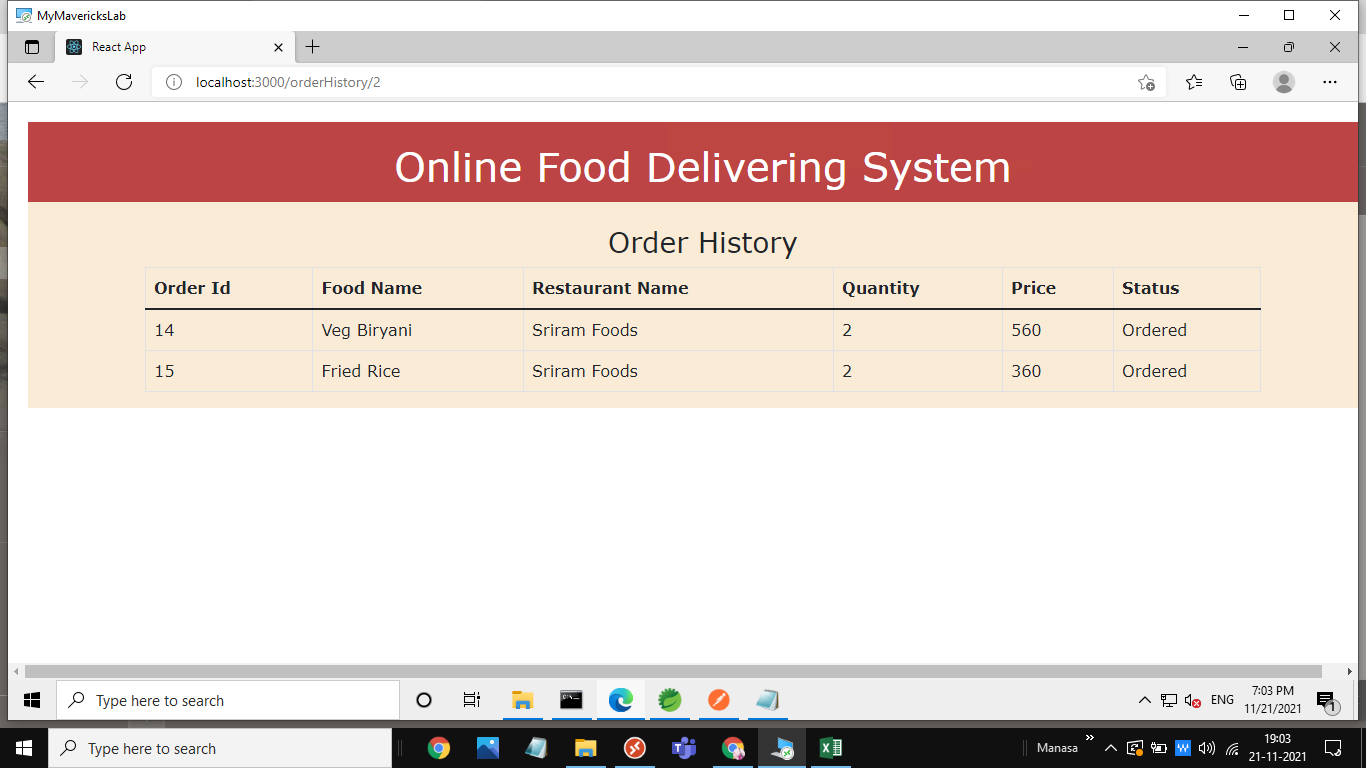 MyMavericksLab
React App
localhost:3000/orderHistory/2
Online Food Delivering System
Order History
Order Id Food Name Restaurant Name Quantity Price Status
14 Veg Biryani Sriram Foods 2 560 Ordered
15 Fried Rice Sriram Foods 2 360 Ordered
Type here to search
ENG
7:03 PM
11/21/2021
1
Type here to search
Manasa
19:03
21-11-2021